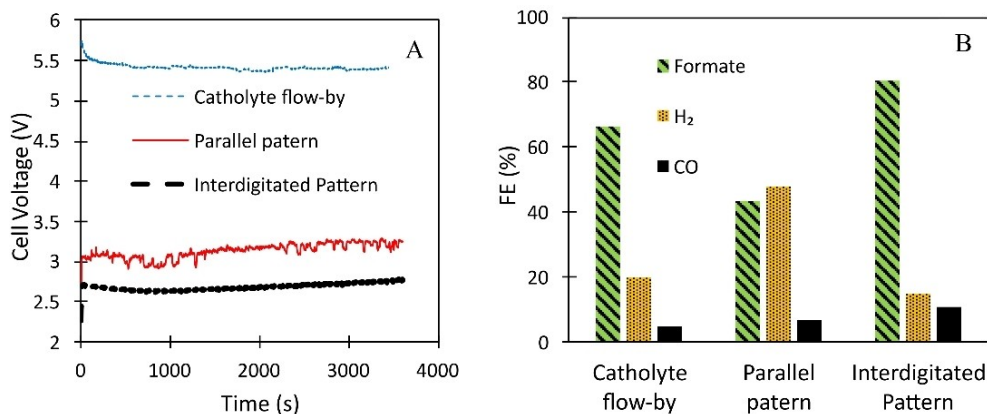 A
6
5.5
5
4.5
4
3.5
3
2.5
2
Cell Voltage (V)
Catholyte flow-by
Parallel patern
Interdigitated Pattern
0
1000
2000
3000
4000
Time (s)
B
100
80
60
40
20
0
FE (%)
Formate
H₂
CO
Catholyte
flow-by
Parallel
patern
Interdigitated
Pattern